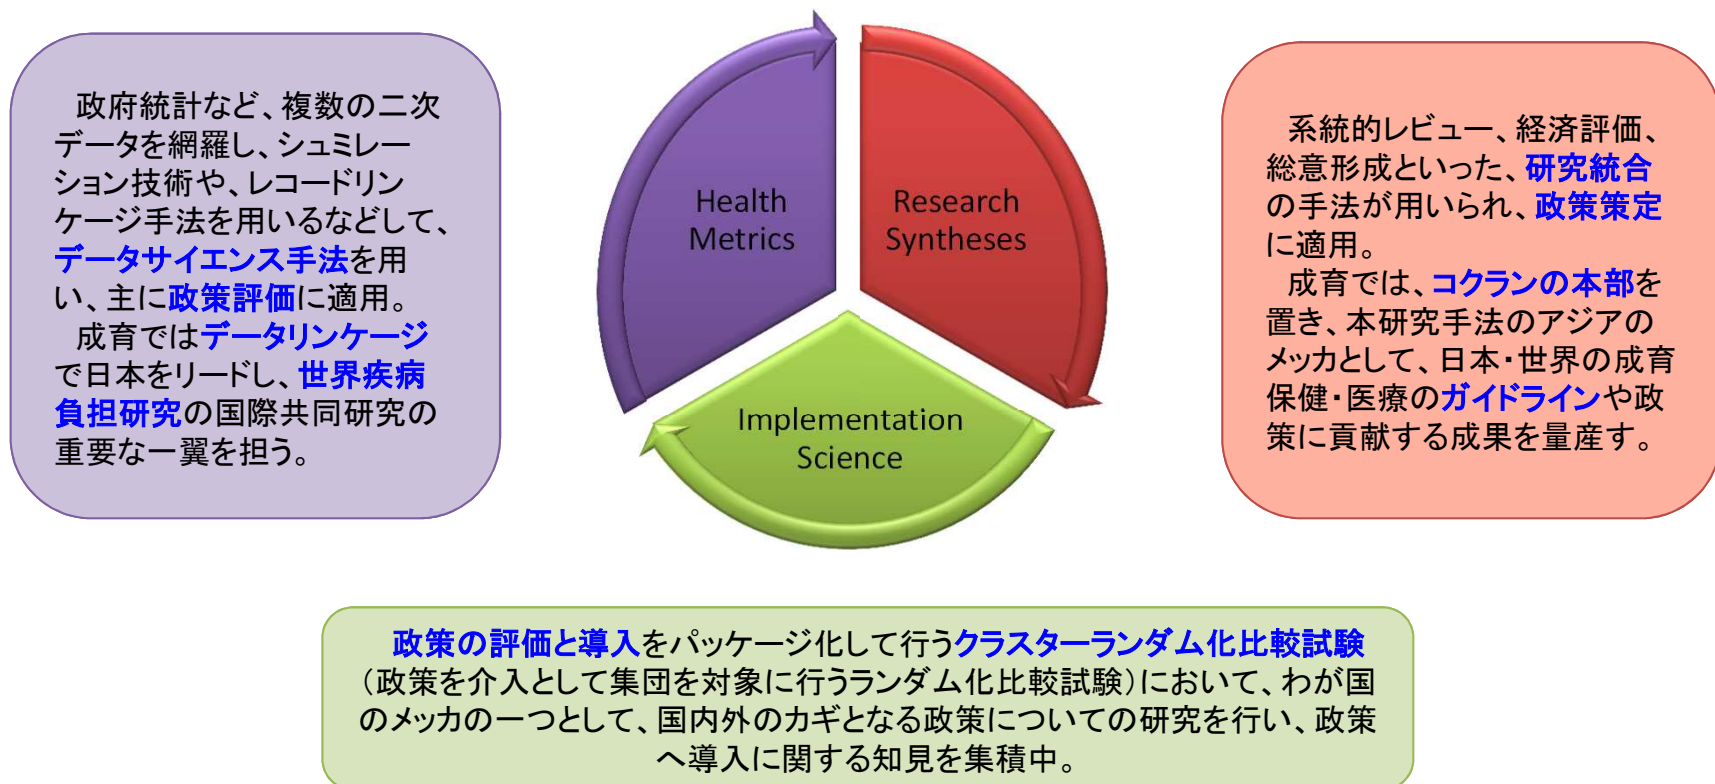 政府統計など、複数の二次
データを網羅し、シュミレー
ション技術や、レコードリン
ケージ手法を用いるなどして、
データサイエンス手法を用
い、主に政策評価に適用。
成育ではデータリンケージ
で日本をリードし、世界疾病
負担研究の国際共同研究の
重要な一翼を担う。
Health
Metrics
Research
Syntheses
Implementation
Science
系統的レビュー、経済評価、
総意形成といった、研究統合
の手法が用いられ、政策策定
に適用。
成育では、コクランの本部を
置き、本研究手法のアジアの
メッカとして、日本・世界の成育
保健・医療のガイドラインや政
策に貢献する成果を量産す。
政策の評価と導入をパッケージ化して行うクラスターランダム化比較試験
（政策を介入として集団を対象に行うランダム化比較試験）において、わが国
のメッカの一つとして、国内外のカギとなる政策についての研究を行い、政策
へ導入に関する知見を集積中。